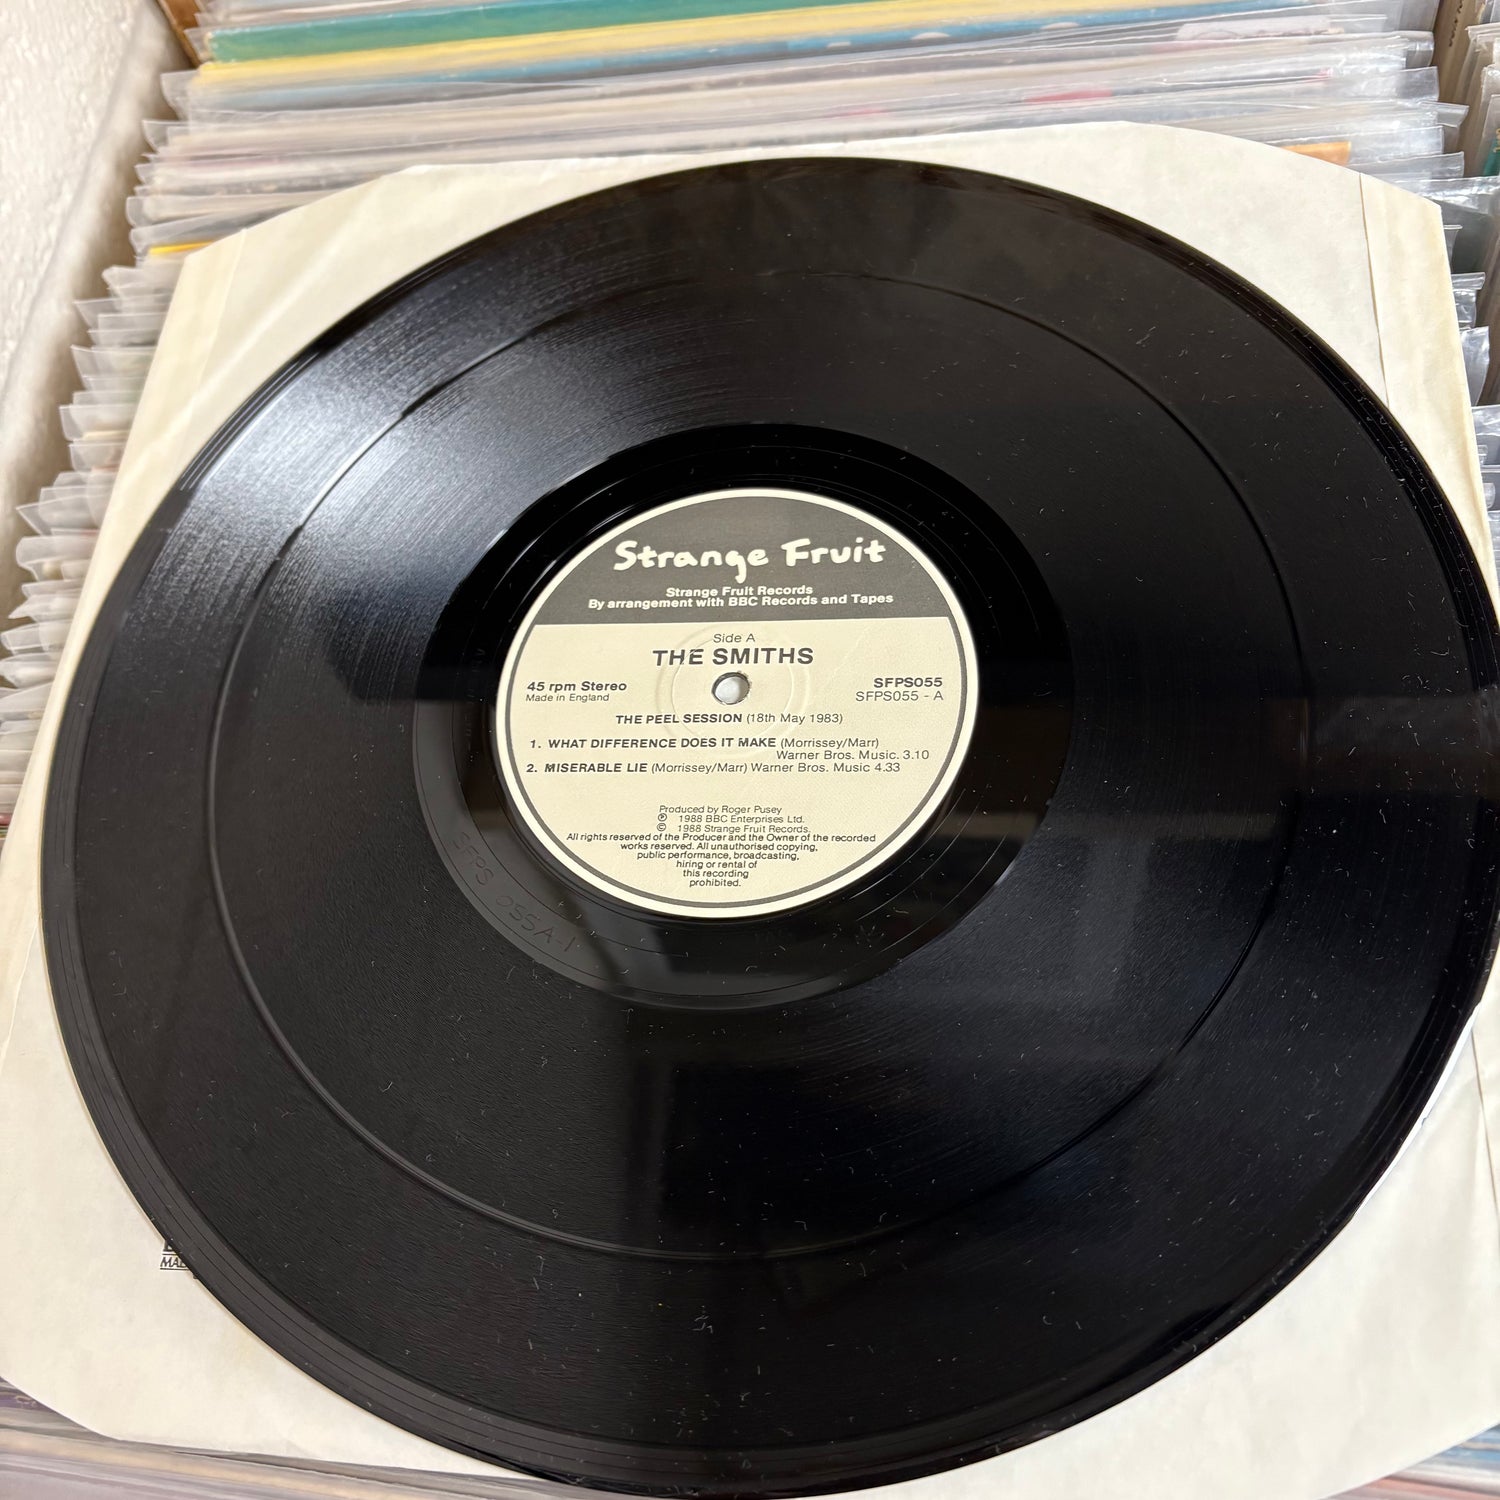 Strange Fruit
Strange Fruit Records
By arrangement with BBC Records and Tapes
Side A
THE SMITHS
45 rpm Stereo
Made in England
SFPS055
SFPS055 - A
THE PEEL SESSION (18th May 1983)
1. WHAT DIFFERENCE DOES IT MAKE (Morrissey/Marr)
Warner Bros. Music. 3.10
2. MISERABLE LIE (Morrissey/Marr) Warner Bros. Music 4.33
Produced by Roger Pusey
℗ 1988 BBC Enterprises Ltd.
© 1988 Strange Fruit Records.
All rights reserved of the Producer and the Owner of the recorded
works reserved. All unauthorised copying,
public performance, broadcasting,
hiring or rental of
this recording
prohibited.
SFPS 055A-1